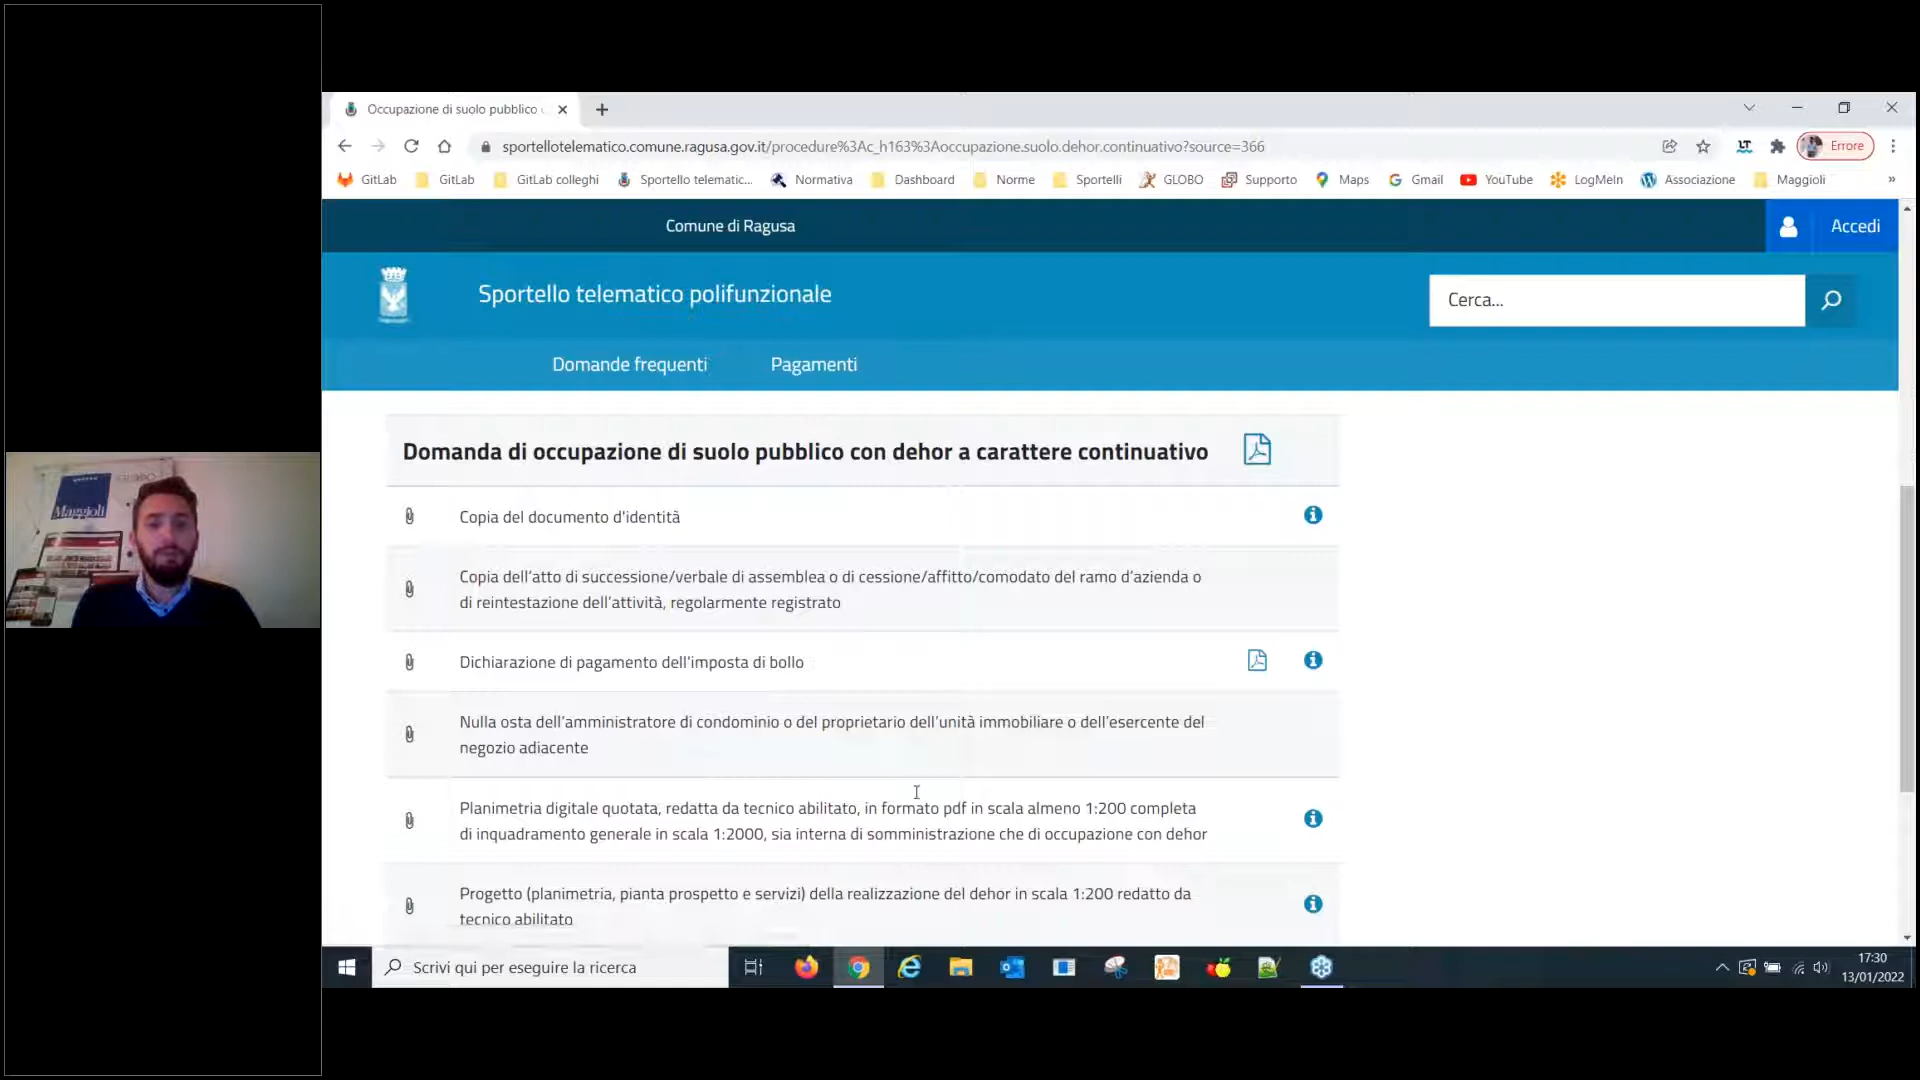 Maggioli
Occupazione di suolo pubblico
sportellotelematico.comune.ragusa.gov.it/procedure%3Ac_h163%3Aoccupazione.suolo.dehor.continuativo?source=366
LT
Errore
GitLab
GitLab
GitLab colleghi
Sportello telematic...
Normativa
Dashboard
Norme
Sportelli
GLOBO
Supporto
Maps
Gmail
YouTube
LogMeIn
Associazione
Maggioli
»
Comune di Ragusa
Accedi
Sportello telematico polifunzionale
Cerca...
Domande frequenti
Pagamenti
Domanda di occupazione di suolo pubblico con dehor a carattere continuativo
Copia del documento d'identità
Copia dell'atto di successione/verbale di assemblea o di cessione/affitto/comodato del ramo d'azienda o
di reintestazione dell'attività, regolarmente registrato
Dichiarazione di pagamento dell'imposta di bollo
Nulla osta dell'amministratore di condominio o del proprietario dell'unità immobiliare o dell'esercente del
negozio adiacente
Planimetria digitale quotata, redatta da tecnico abilitato, in formato pdf in scala almeno 1:200 completa
di inquadramento generale in scala 1:2000, sia interna di somministrazione che di occupazione con dehor
Progetto (planimetria, pianta prospetto e servizi) della realizzazione del dehor in scala 1:200 redatto da
tecnico abilitato
Scrivi qui per eseguire la ricerca
17:30
13/01/2022